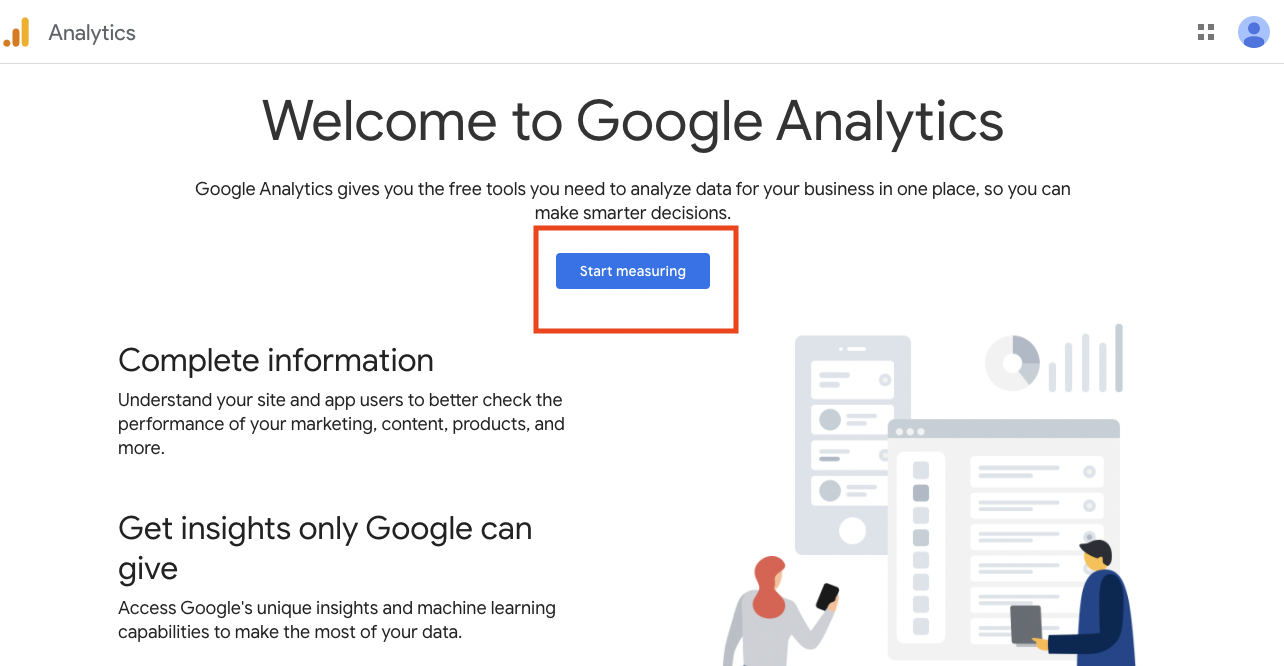 Analytics
Welcome to Google Analytics
Google Analytics gives you the free tools you need to analyze data for your business in one place, so you can
make smarter decisions.
Start measuring
Complete information
Understand your site and app users to better check the
performance of your marketing, content, products, and
more.
Get insights only Google can
give
Access Google's unique insights and machine learning
capabilities to make the most of your data.